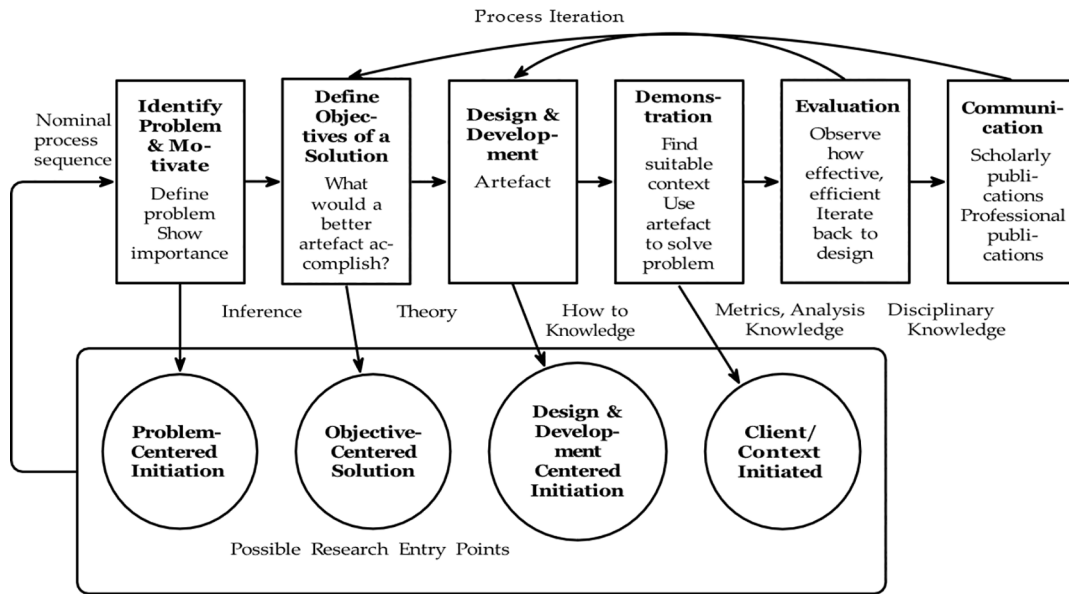 Process Iteration
Nominal
process
sequence
Identify
Problem
& Mo-
tivate
Define
problem
Show
importance
Define
Objec-
tives of a
Solution
What
would a
better
artefact ac-
complish?
Design &
Develop-
ment
Artefact
Demons-
tration
Find
suitable
context
Use
artefact
to solve
problem
Evaluation
Observe
how
effective,
efficient
Iterate
back to
design
Communi-
cation
Scholarly
publi-
cations
Professional
publi-
cations
Inference
Theory
How to
Knowledge
Metrics, Analysis
Knowledge
Disciplinary
Knowledge
Problem-
Centered
Initiation
Objective-
Centered
Solution
Design &
Develop-
ment
Centered
Initiation
Client/
Context
Initiated
Possible Research Entry Points